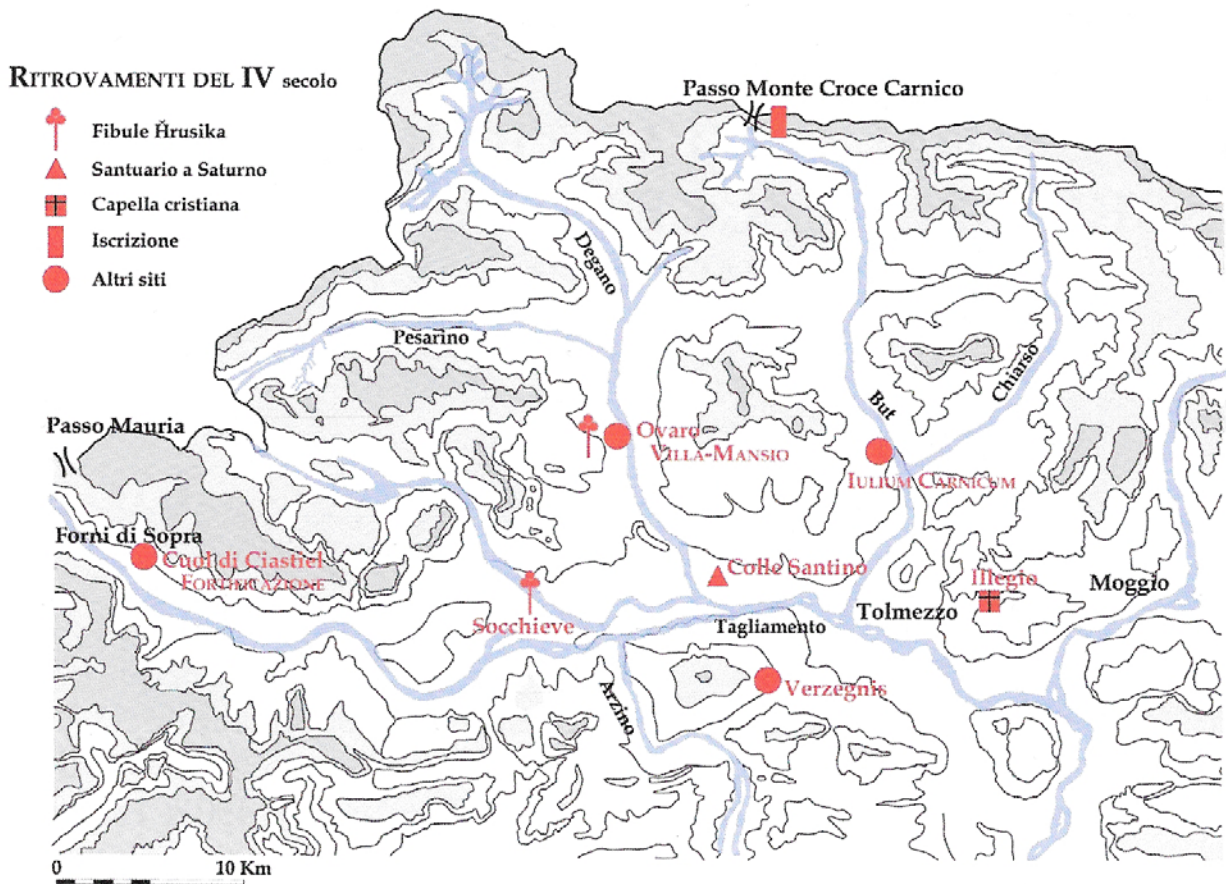 RITROVAMENTI DEL IV secolo
Fibule Ȟrusika
Santuario a Saturno
Capella cristiana
Iscrizione
Altri siti
Passo Monte Croce Carnico
Degano
Pesarino
But
Chiarso
Passo Mauria
Ovaro
VILLA-MANSIO
IULIUM CARNICUM
Forni di Sopra
Cuol di Ciastiel
FORTIFICAZIONE
Socchieve
Colle Santino
Illegio
Moggio
Tolmezzo
Tagliamento
Arzino
Verzegnis
0 10 Km